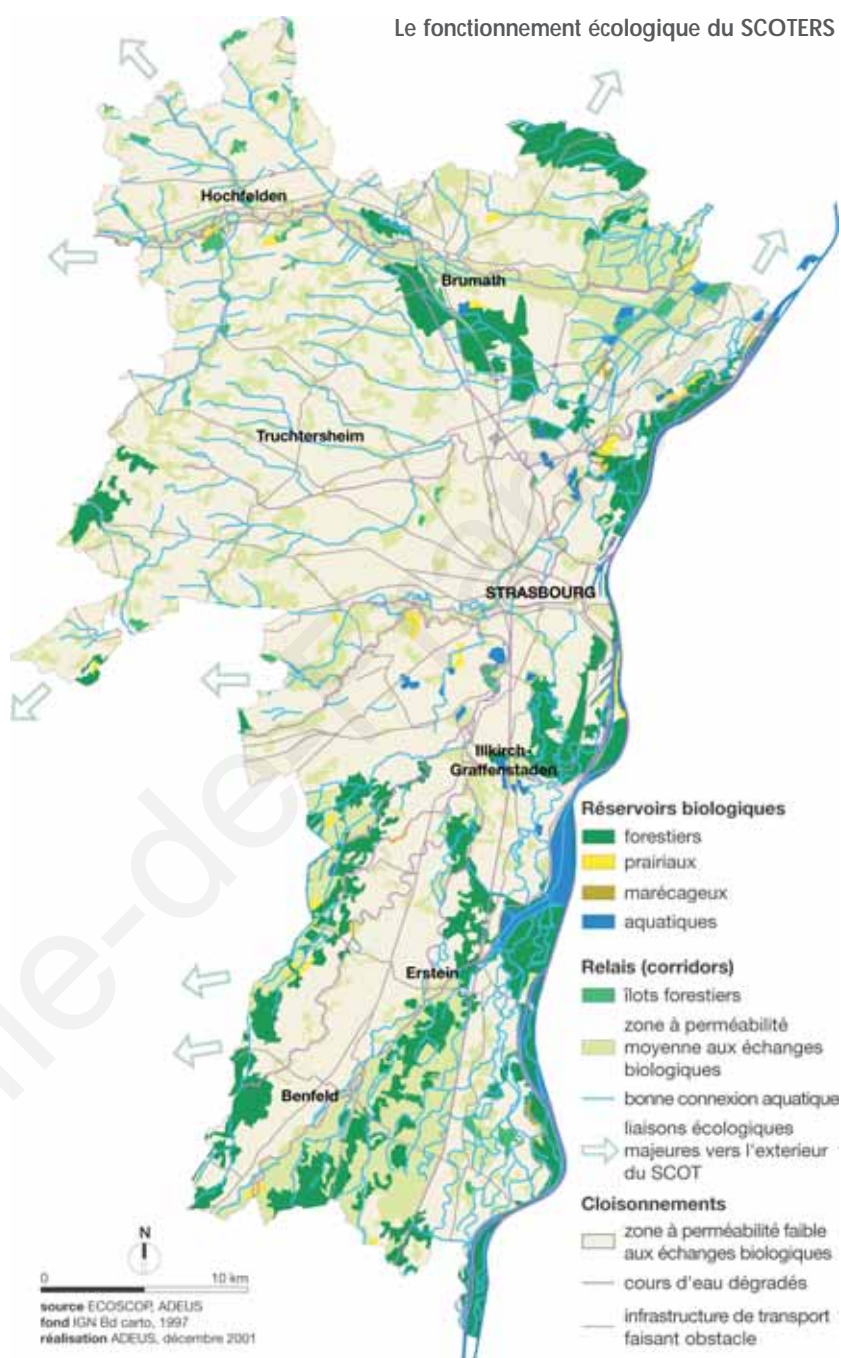 Le fonctionnement écologique du SCOTERS
Hochfelden
Brumath
Truchtersheim
STRASBOURG
Illkirch-
Graffenstaden
Erstein
Benfeld
Réservoirs biologiques
forestiers
prairiaux
marécageux
aquatiques
Relais (corridors)
îlots forestiers
zone à perméabilité
moyenne aux échanges
biologiques
bonne connexion aquatique
liaisons écologiques
majeures vers l'exterieur
du SCOT
Cloisonnements
zone à perméabilité faible
aux échanges biologiques
cours d'eau dégradés
infrastructure de transport
faisant obstacle
N
0 10 km
source ECOSCOP, ADEUS
fond IGN Bd carto, 1997
réalisation ADEUS, décembre 2001